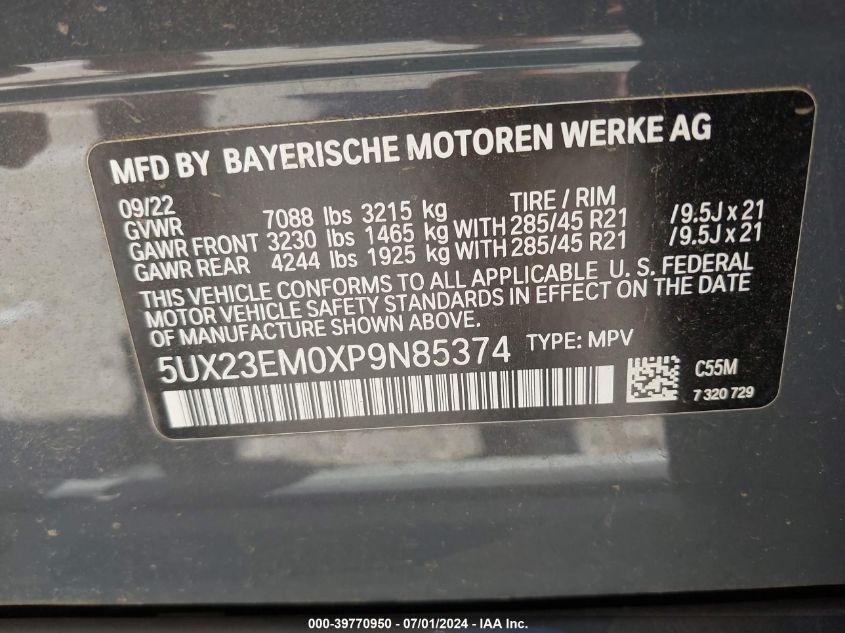 MFD BY BAYERISCHE MOTOREN WERKE AG
09/22
GVWR 7088 lbs 3215 kg TIRE / RIM
GAWR FRONT 3230 lbs 1465 kg WITH 285/45 R21 /9.5J x 21
GAWR REAR 4244 lbs 1925 kg WITH 285/45 R21 /9.5J x 21
THIS VEHICLE CONFORMS TO ALL APPLICABLE U. S. FEDERAL
MOTOR VEHICLE SAFETY STANDARDS IN EFFECT ON THE DATE
OF MANUFACTURE SHOWN ABOVE.
5UX23EM0XP9N85374 TYPE: MPV
C55M
7 320 729
000-39770950 - 07/01/2024 - IAA Inc.